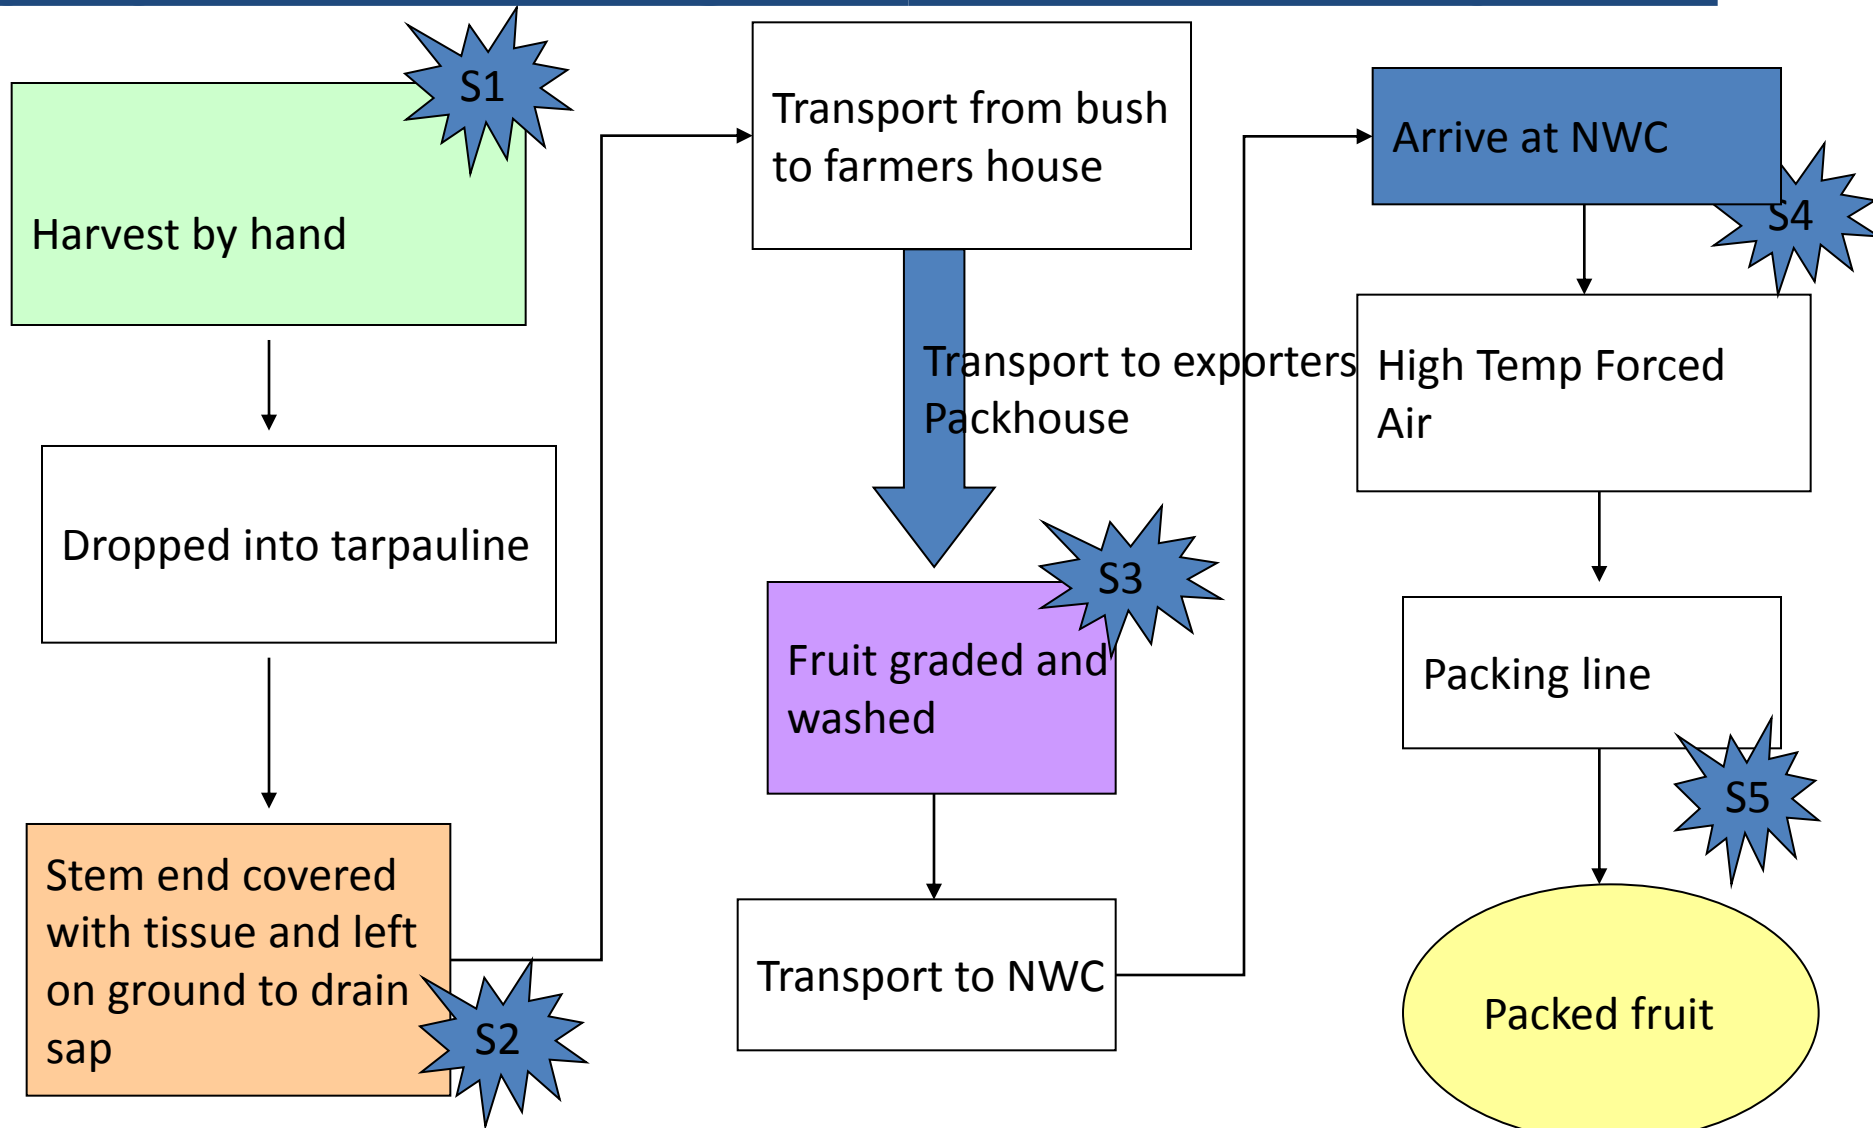 S1
Harvest by hand
Dropped into tarpauline
Stem end covered
with tissue and left
on ground to drain
sap
S2
Transport from bush
to farmers house
Transport to exporters
Packhouse
S3
Fruit graded and
washed
Transport to NWC
Arrive at NWC
S4
High Temp Forced
Air
Packing line
S5
Packed fruit